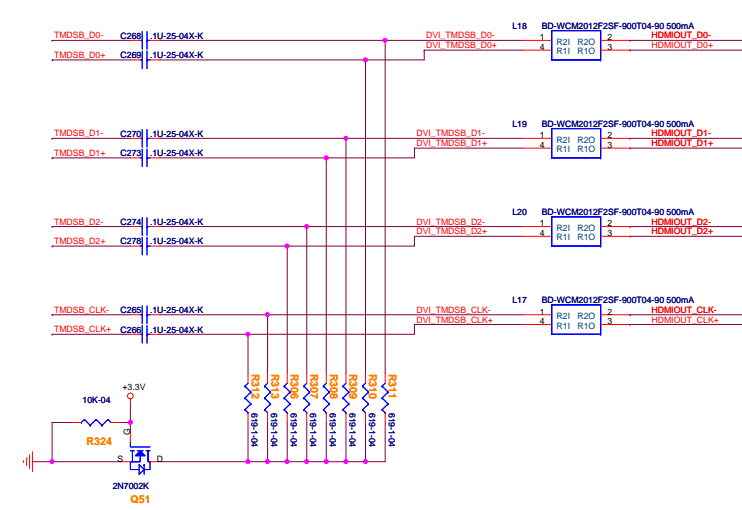 L18 BD-WCM2012F2SF-900T04-90 500mA
TMDSB_D0- C268 .1U-25-04X-K DVI_TMDSB_D0- 1 R2I R2O 2 HDMIOUT_D0-
TMDSB_D0+ C269 .1U-25-04X-K DVI_TMDSB_D0+ 4 R1I R1O 3 HDMIOUT_D0+
L19 BD-WCM2012F2SF-900T04-90 500mA
TMDSB_D1- C270 .1U-25-04X-K DVI_TMDSB_D1- 1 R2I R2O 2 HDMIOUT_D1-
TMDSB_D1+ C273 .1U-25-04X-K DVI_TMDSB_D1+ 4 R1I R1O 3 HDMIOUT_D1+
L20 BD-WCM2012F2SF-900T04-90 500mA
TMDSB_D2- C274 .1U-25-04X-K DVI_TMDSB_D2- 1 R2I R2O 2 HDMIOUT_D2-
TMDSB_D2+ C278 .1U-25-04X-K DVI_TMDSB_D2+ 4 R1I R1O 3 HDMIOUT_D2+
L17 BD-WCM2012F2SF-900T04-90 500mA
TMDSB_CLK- C265 .1U-25-04X-K DVI_TMDSB_CLK- 1 R2I R2O 2 HDMIOUT_CLK-
TMDSB_CLK+ C266 .1U-25-04X-K DVI_TMDSB_CLK+ 4 R1I R1O 3 HDMIOUT_CLK+
R312 R313 R306 R307 R308 R309 R310 R311
619-1-04 619-1-04 619-1-04 619-1-04 619-1-04 619-1-04 619-1-04 619-1-04
+3.3V
10K-04
R324
G
S D
2N7002K
Q51